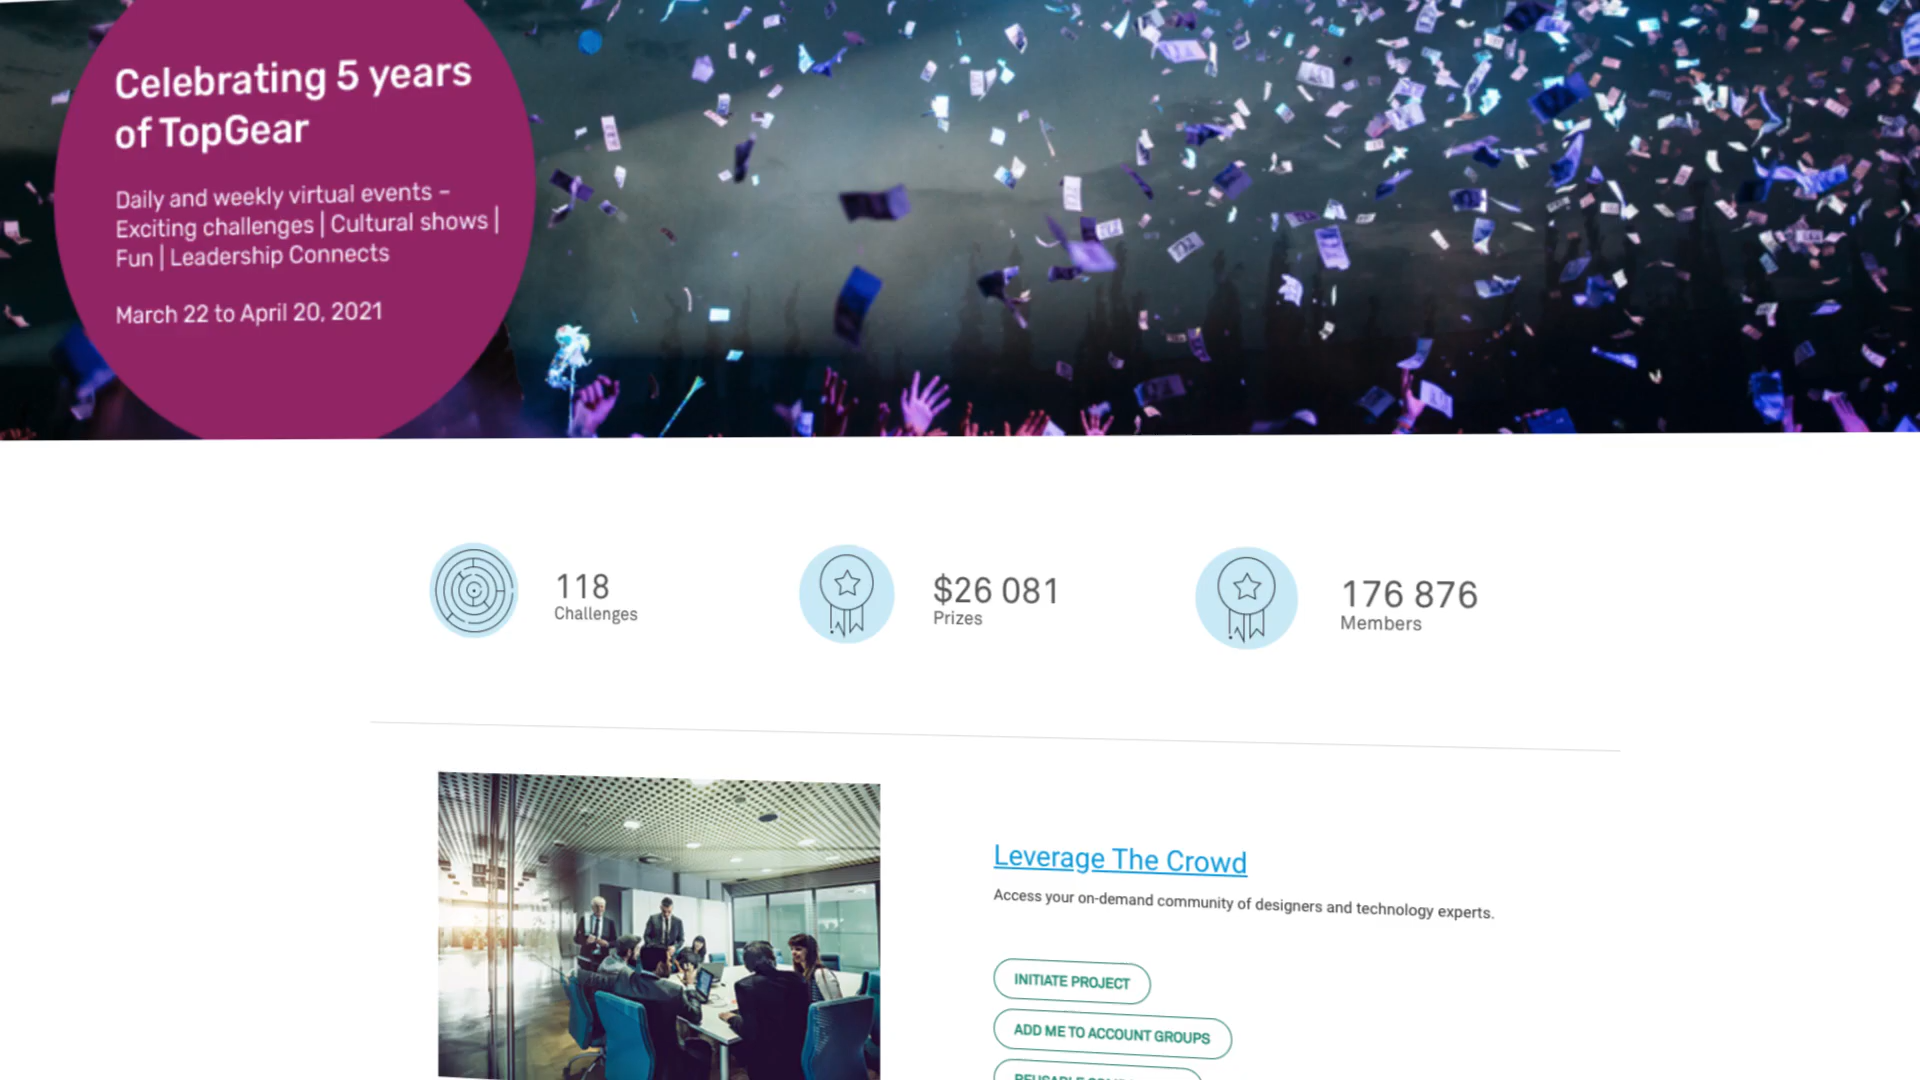 Celebrating 5 years
of TopGear
Daily and weekly virtual events –
Exciting challenges | Cultural shows |
Fun | Leadership Connects
March 22 to April 20, 2021
118
Challenges
$26 081
Prizes
176 876
Members
Leverage The Crowd
Access your on-demand community of designers and technology experts.
INITIATE PROJECT
ADD ME TO ACCOUNT GROUPS